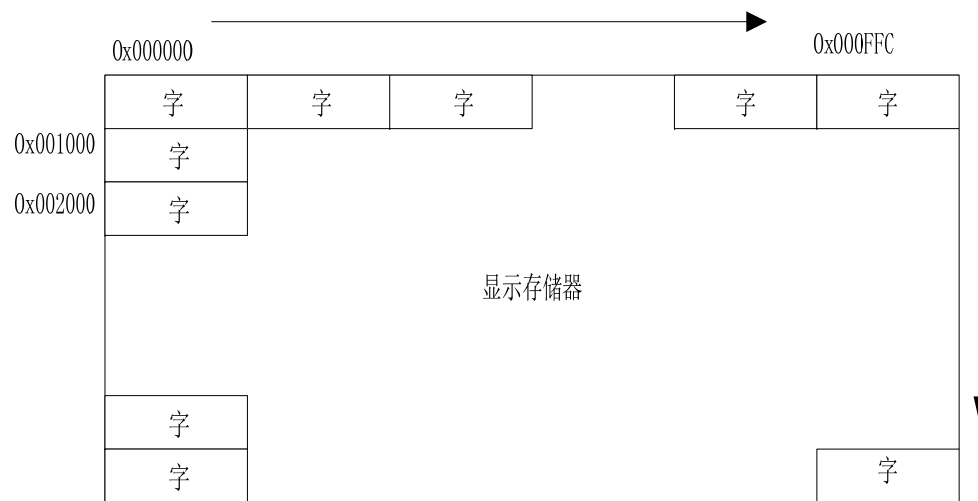 0x000000
0x000FFC
字 字 字 字 字
0x001000 字
0x002000 字
显示存储器
字
字 字